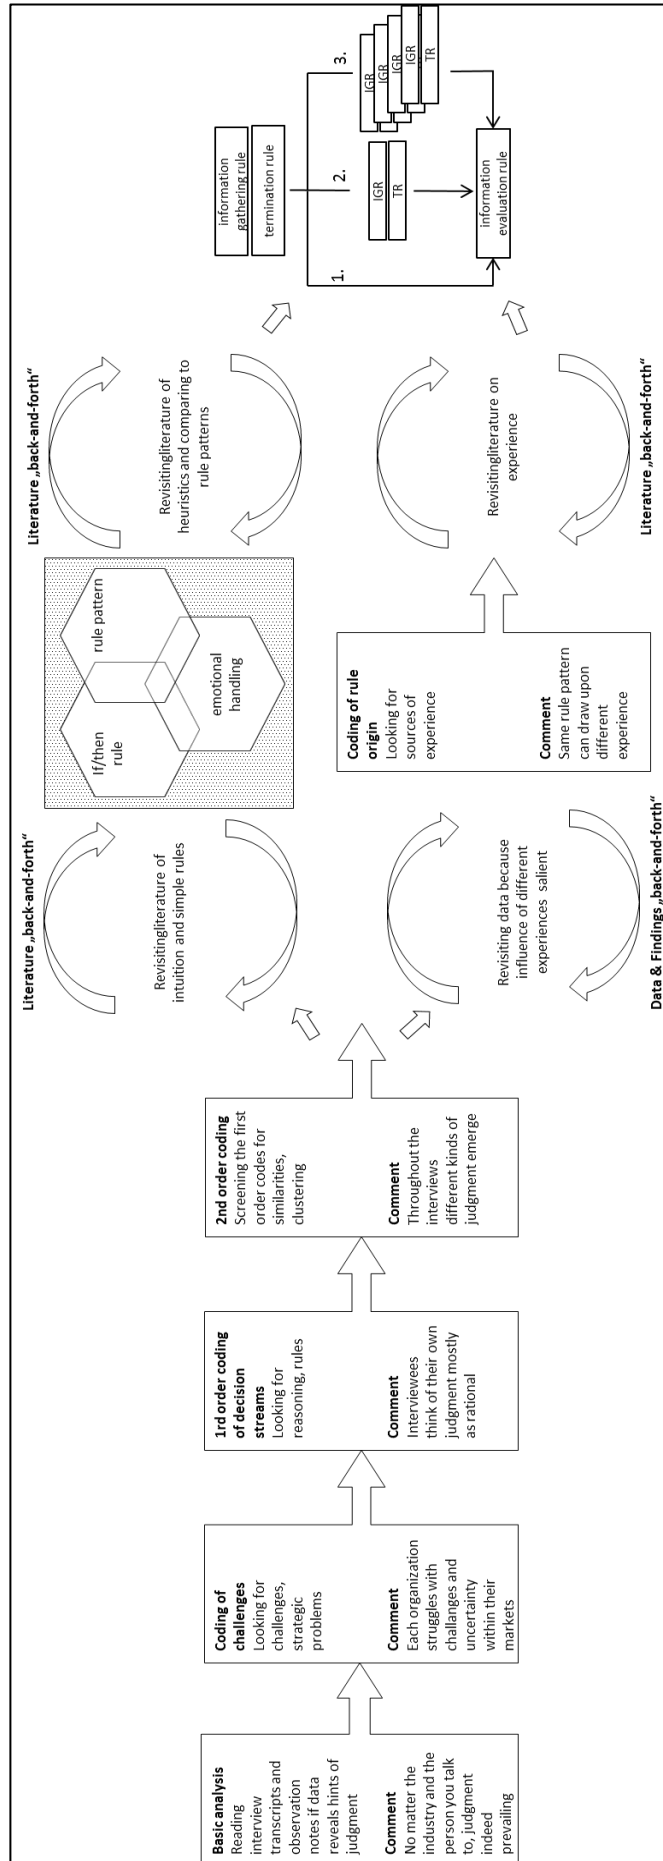 Basic analysis
Reading
interview
transcripts and
observation
notes if data
reveals hints of
judgment
Comment
No matter the
industry and the
person you talk
to, judgment
indeed
prevailing
Coding of
challenges
Looking for
challenges,
strategic
problems
Comment
Each organization
struggles with
challanges and
uncertainty
within their
markets
1rd order coding
of decision
streams
Looking for
reasoning, rules
Comment
Interviewees
think of their own
judgment mostly
as rational
2nd order coding
Screening the first
order codes for
similarities,
clustering
Comment
Throughout the
interviews
different kinds of
judgment emerge
Literature „back-and-forth“
Revisitingliterature of
intuition and simple rules
Revisiting data because
influence of different
experiences salient
Data & Findings „back-and-forth“
If/then
rule
rule pattern
emotional
handling
Coding of rule
origin
Looking for
sources of
experience
Comment
Same rule pattern
can draw upon
different
experience
Literature „back-and-forth“
Revisitingliterature of
heuristics and comparing to
rule patterns
Revisitingliterature on
experience
Literature „back-and-forth“
information
gathering rule
termination rule
1.
2.
3.
IGR
TR
IGR
IGR
IGR
IGR
TR
information
evaluation rule